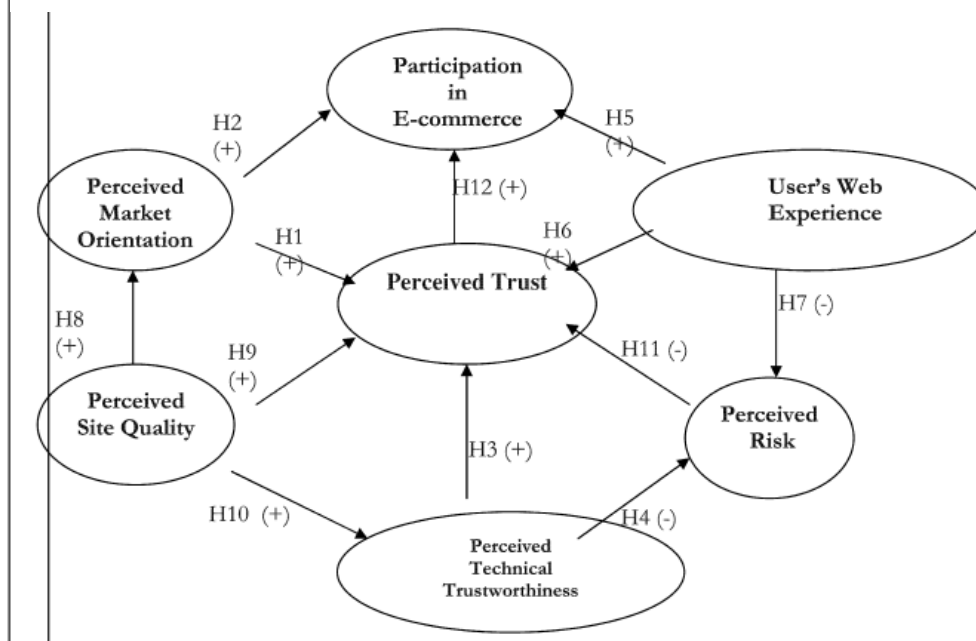 Participation
in
E-commerce
H2
(+)
H5
(+)
Perceived
Market
Orientation
H12 (+)
User's Web
Experience
H1
(+)
H6
(+)
Perceived Trust
H8
(+)
H9
(+)
H11 (-)
H7 (-)
Perceived
Site Quality
Perceived
Risk
H3 (+)
H10 (+)
H4 (-)
Perceived
Technical
Trustworthiness